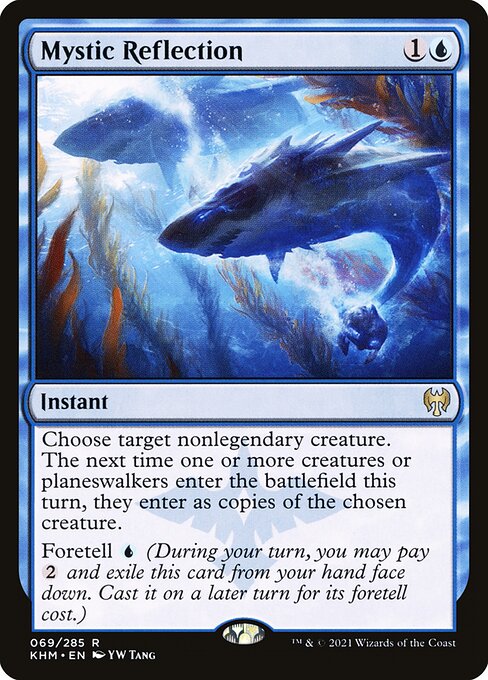 Mystic Reflection 1
Instant
Choose target nonlegendary creature.
The next time one or more creatures or
planeswalkers enter the battlefield this
turn, they enter as copies of the chosen
creature.
Foretell (During your turn, you may pay
2 and exile this card from your hand face
down. Cast it on a later turn for its foretell
cost.)
069/285 R
KHM • EN YW Tang
™ & © 2021 Wizards of the Coast